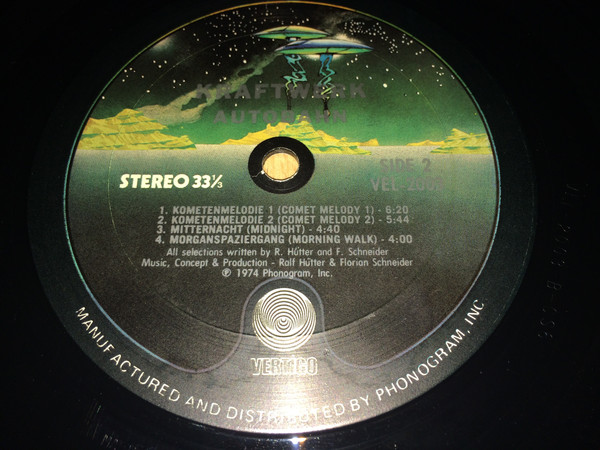 KRAFTWERK
AUTOBAHN
STEREO 33⅓
SIDE 2
1. KOMETENMELODIE 1 (COMET MELODY 1) - 6:20
2. KOMETENMELODIE 2 (COMET MELODY 2) - 5:44
3. MITTERNACHT (MIDNIGHT) - 4:40
4. MORGANSPAZIERGANG (MORNING WALK) - 4:00
All selections written by R. Hütter and F. Schneider
Music, Concept & Production - Ralf Hütter & Florian Schneider
℗ 1974 Phonogram, Inc.
VERTIGO
MANUFACTURED AND DISTRIBUTED BY PHONOGRAM, INC